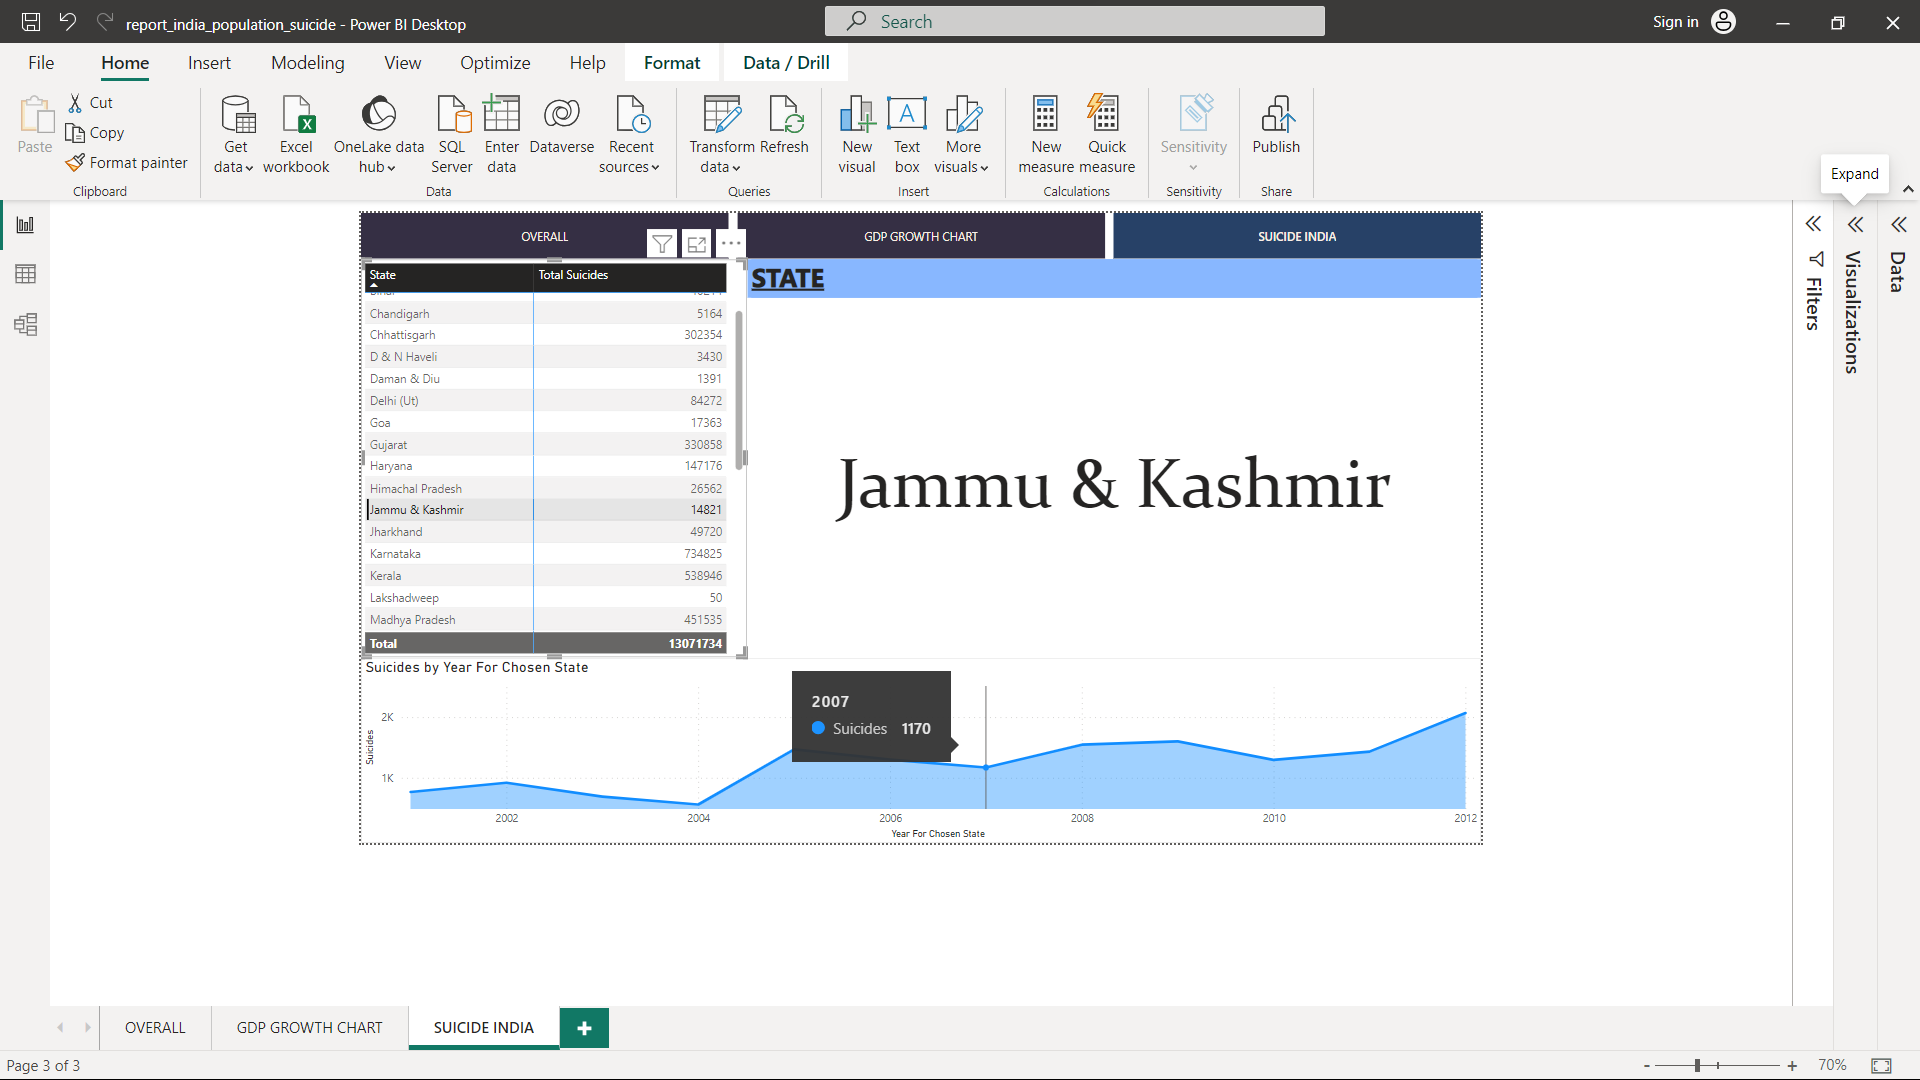 report_india_population_suicide - Power BI Desktop
Search
Sign in
File Home Insert Modeling View Optimize Help Format Data / Drill
Paste
Cut
Copy
Format painter
Clipboard
Get data
Excel workbook
OneLake data hub
SQL Server
Enter data
Dataverse
Recent sources
Data
Transform data
Refresh
Queries
New visual
Text box
More visuals
Insert
New measure
Quick measure
Calculations
Sensitivity
Sensitivity
Publish
Share
Expand
OVERALL
GDP GROWTH CHART
SUICIDE INDIA
State Total Suicides
Chandigarh 5164
Chhattisgarh 302354
D & N Haveli 3430
Daman & Diu 1391
Delhi (Ut) 84272
Goa 17363
Gujarat 330858
Haryana 147176
Himachal Pradesh 26562
Jammu & Kashmir 14821
Jharkhand 49720
Karnataka 734825
Kerala 538946
Lakshadweep 50
Madhya Pradesh 451535
Total 13071734
STATE
Jammu & Kashmir
Suicides by Year For Chosen State
2007
Suicides 1170
Suicides
2K
1K
2002 2004 2006 2008 2010 2012
Year For Chosen State
Filters
Visualizations
Data
OVERALL GDP GROWTH CHART SUICIDE INDIA +
Page 3 of 3
- + 70%